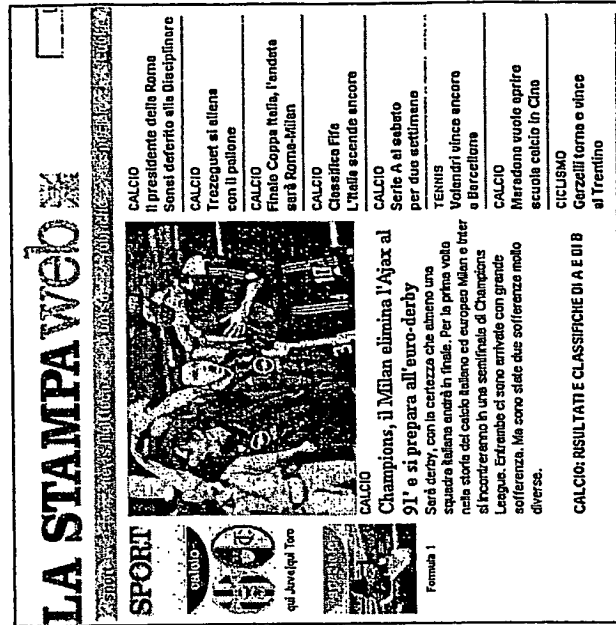 LA STAMPAweb
SPORT
calcio
qui Juve|qui Toro
Formula 1
CALCIO
Champions, il Milan elimina l'Ajax al
91' e si prepara all'euro-derby
Sarà derby, con la certezza che almeno una
squadra italiana andrà in finale. Per la prima volta
nella storia del calcio italiano ed europeo Milan e Inter
si incontreranno in una semifinale di Champions
League. Entrambe ci sono arrivate con grande
sofferenza. Ma sono state due sofferenze molto
diverse.
CALCIO: RISULTATI E CLASSIFICHE DI A E DI B
CALCIO
Il presidente della Roma
Sensi deferito alla Disciplinare
CALCIO
Trezeguet si allena
con il pallone
CALCIO
Finale Coppa Italia, l'andata
sarà Roma-Milan
CALCIO
Classifica Fifa
L'Italia scende ancora
CALCIO
Serie A al sabato
per due settimane
TENNIS
Volandri vince ancora
a Barcellona
CALCIO
Maradona vuole aprire
scuola calcio in Cina
CICLISMO
Garzelli torna e vince
al Trentino